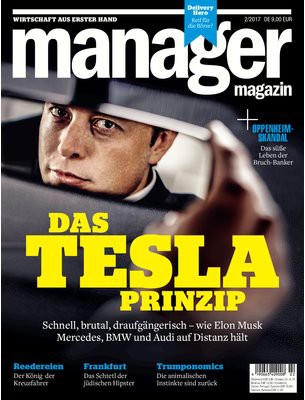 WIRTSCHAFT AUS ERSTER HAND
Delivery
Hero
Reif für
die Börse?
2/2017 DE 9,00 EUR
manager
magazin
OPPENHEIM-
SKANDAL
Das süße
Leben der
Bruch-Banker
DAS
TESLA
PRINZIP
Schnell, brutal, draufgängerisch – wie Elon Musk
Mercedes, BMW und Audi auf Distanz hält
Reedereien
Der König der
Kreuzfahrer
Frankfurt
Das Schtetl der
jüdischen Hipster
Trumponomics
Die animalischen
Instinkte sind zurück